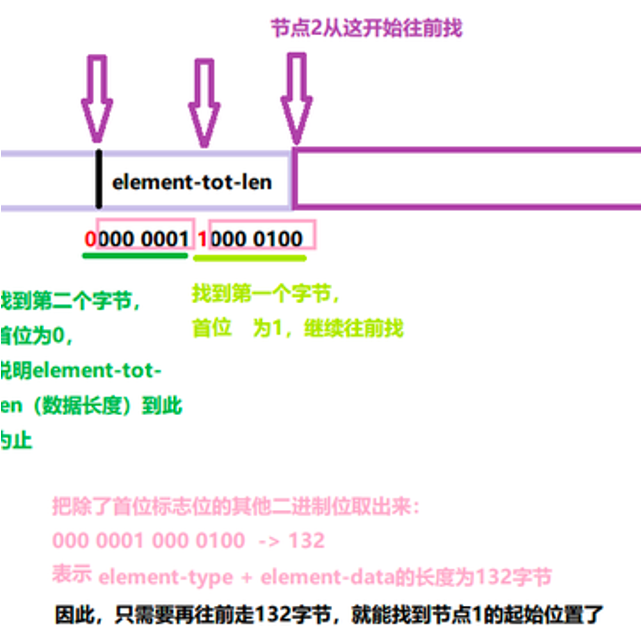 节点2从这开始往前找
element-tot-len
0000 0001 1000 0100
找到第一个字节，
首位 为1，继续往前找
找到第二个字节，
首位为0，
说明element-tot-
len（数据长度）到此
为止
把除了首位标志位的其他二进制位取出来：
000 0001 000 0100 -> 132
表示 element-type + element-data的长度为132字节
因此，只需要再往前走132字节，就能找到节点1的起始位置了